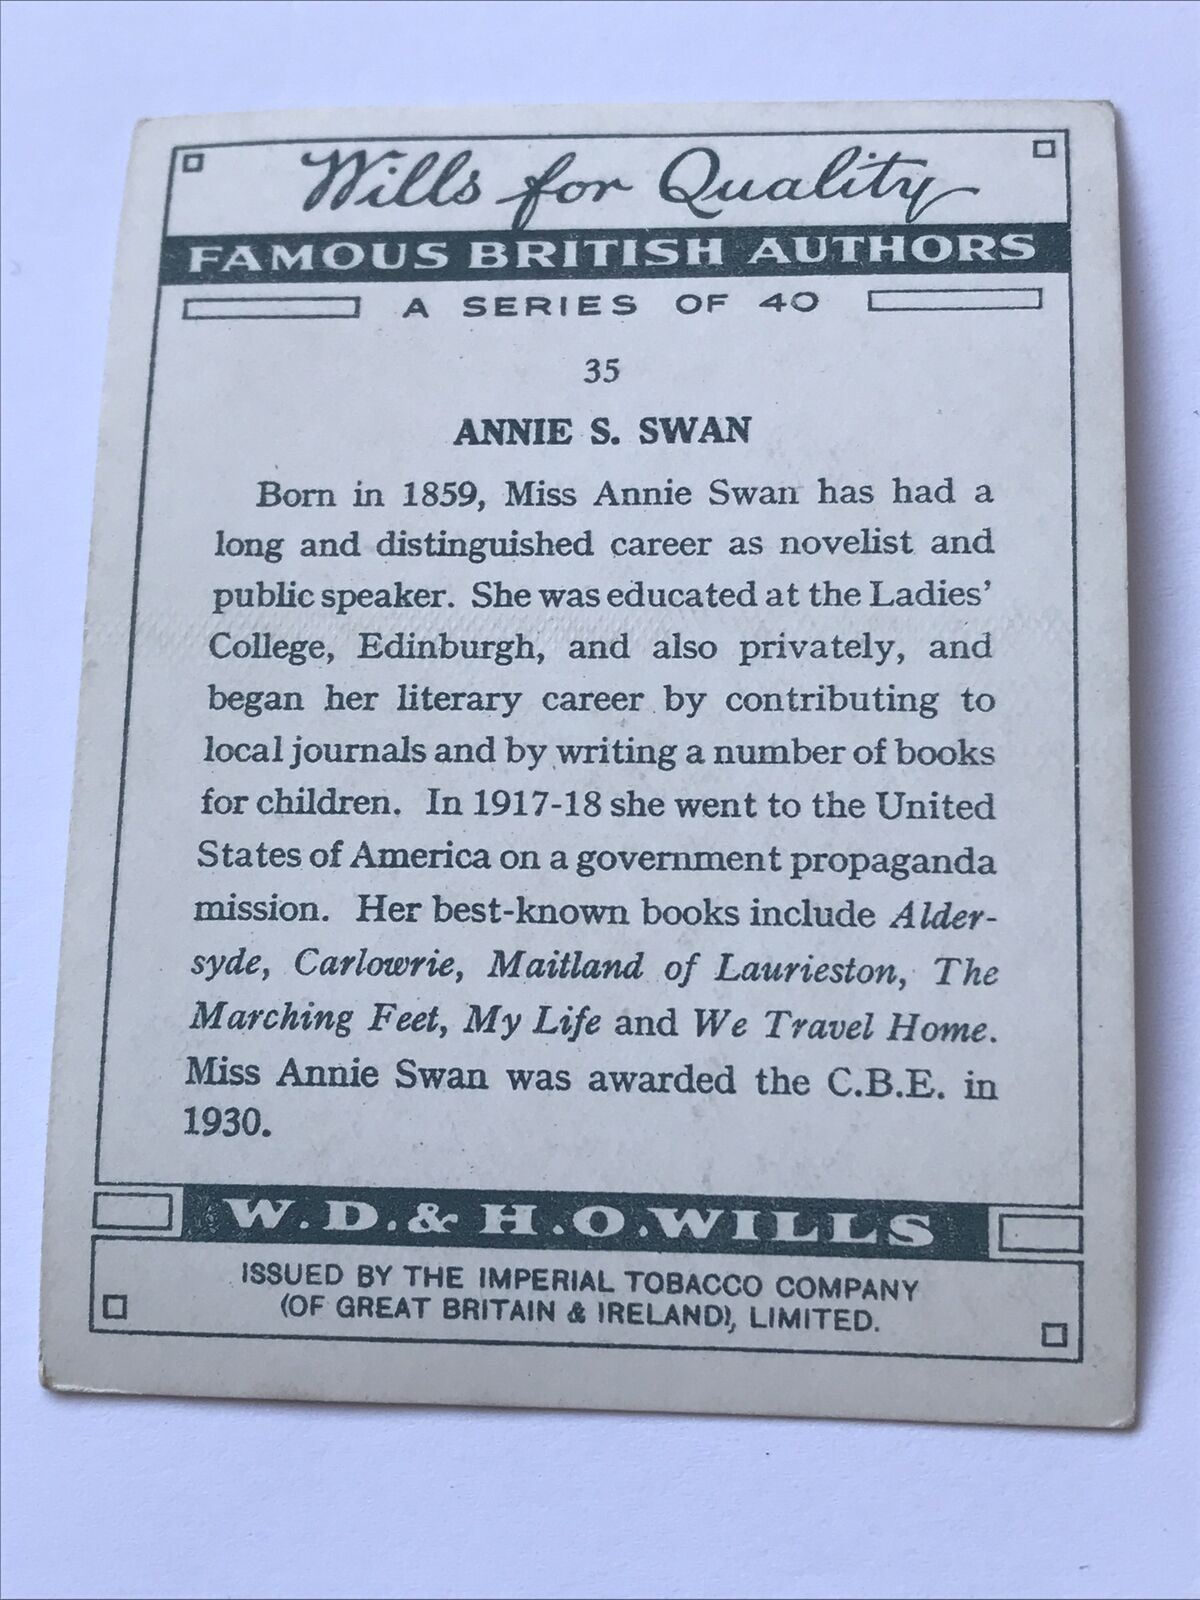 Wills for Quality
FAMOUS BRITISH AUTHORS
A SERIES OF 40
35
ANNIE S. SWAN
Born in 1859, Miss Annie Swan has had a
long and distinguished career as novelist and
public speaker. She was educated at the Ladies'
College, Edinburgh, and also privately, and
began her literary career by contributing to
local journals and by writing a number of books
for children. In 1917-18 she went to the United
States of America on a government propaganda
mission. Her best-known books include Alder-
syde, Carlowrie, Maitland of Laurieston, The
Marching Feet, My Life and We Travel Home.
Miss Annie Swan was awarded the C.B.E. in
1930.
W.D.& H.O.WILLS
ISSUED BY THE IMPERIAL TOBACCO COMPANY
(OF GREAT BRITAIN & IRELAND), LIMITED.